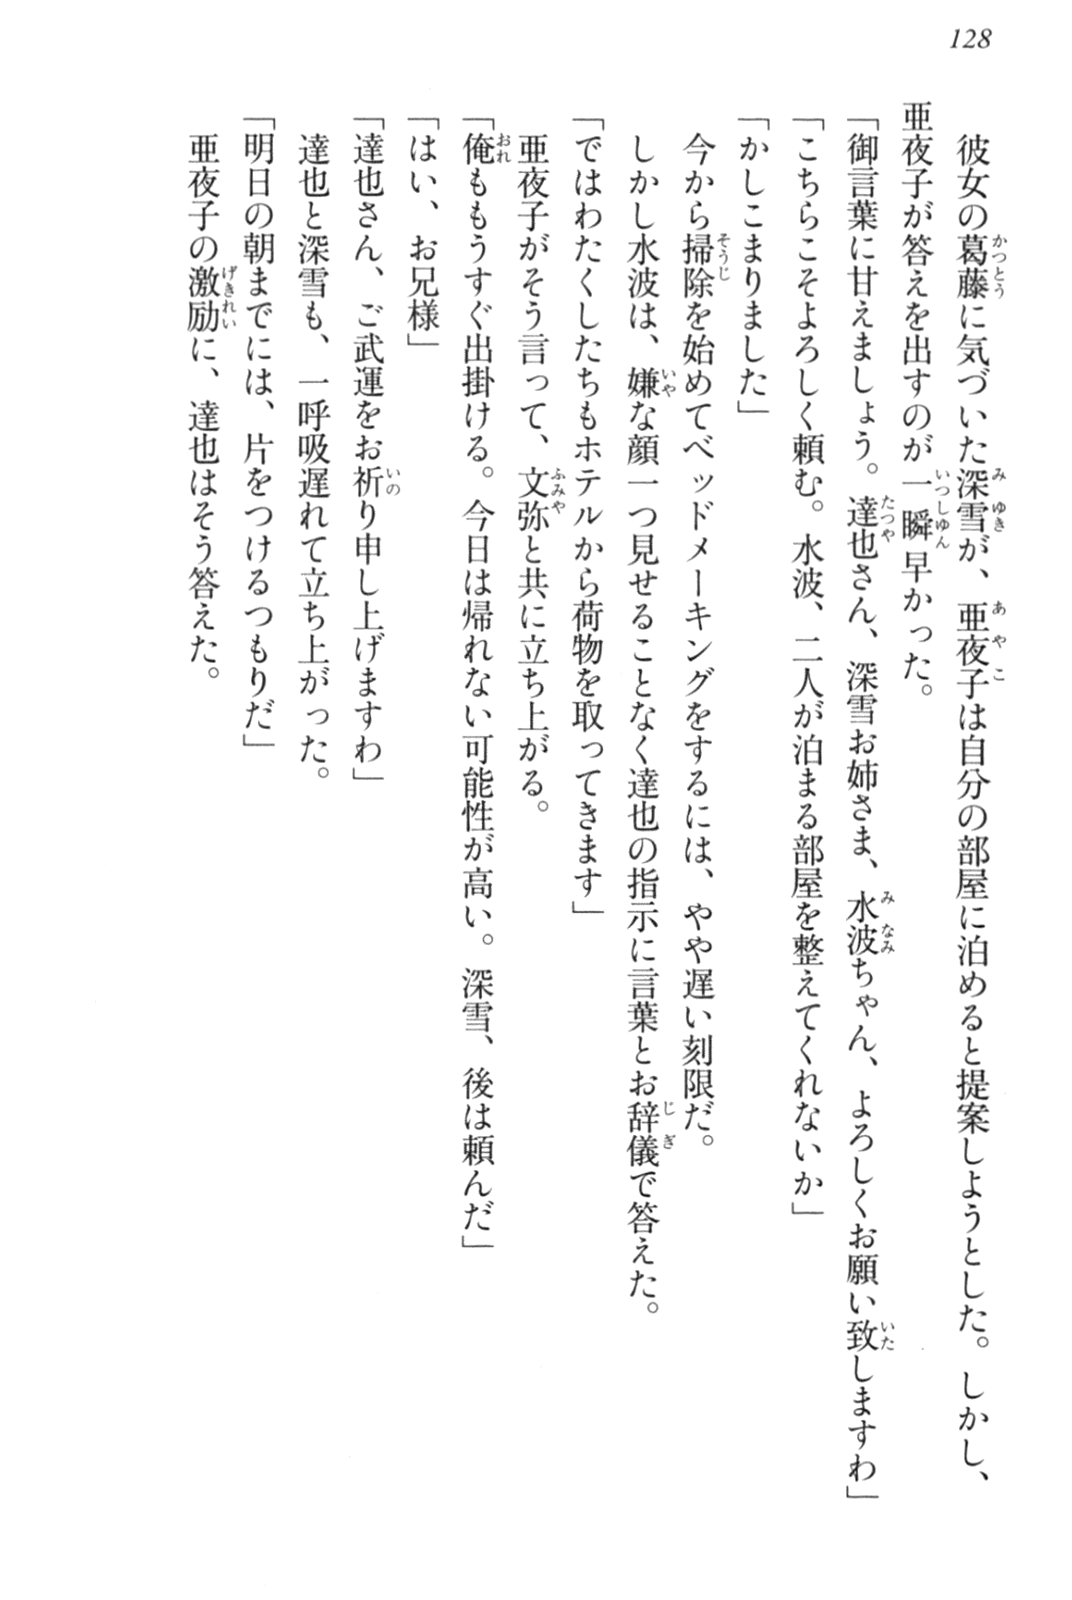 128
彼女の葛藤に気づいた深雪が、亜夜子は自分の部屋に泊めると提案しようとした。しかし、
亜夜子が答えを出すのが一瞬早かった。
「御言葉に甘えましょう。達也さん、深雪お姉さま、水波ちゃん、よろしくお願い致しますわ」
「こちらこそよろしく頼む。水波、二人が泊まる部屋を整えてくれないか」
「かしこまりました」
今から掃除を始めてベッドメーキングをするには、やや遅い刻限だ。
しかし水波は、嫌な顔一つ見せることなく達也の指示に言葉とお辞儀で答えた。
「ではわたくしたちもホテルから荷物を取ってきます」
亜夜子がそう言って、文弥と共に立ち上がる。
「俺ももうすぐ出掛ける。今日は帰れない可能性が高い。深雪、後は頼んだ」
「はい、お兄様」
「達也さん、ご武運をお祈り申し上げますわ」
達也と深雪も、一呼吸遅れて立ち上がった。
「明日の朝までには、片をつけるつもりだ」
亜夜子の激励に、達也はそう答えた。